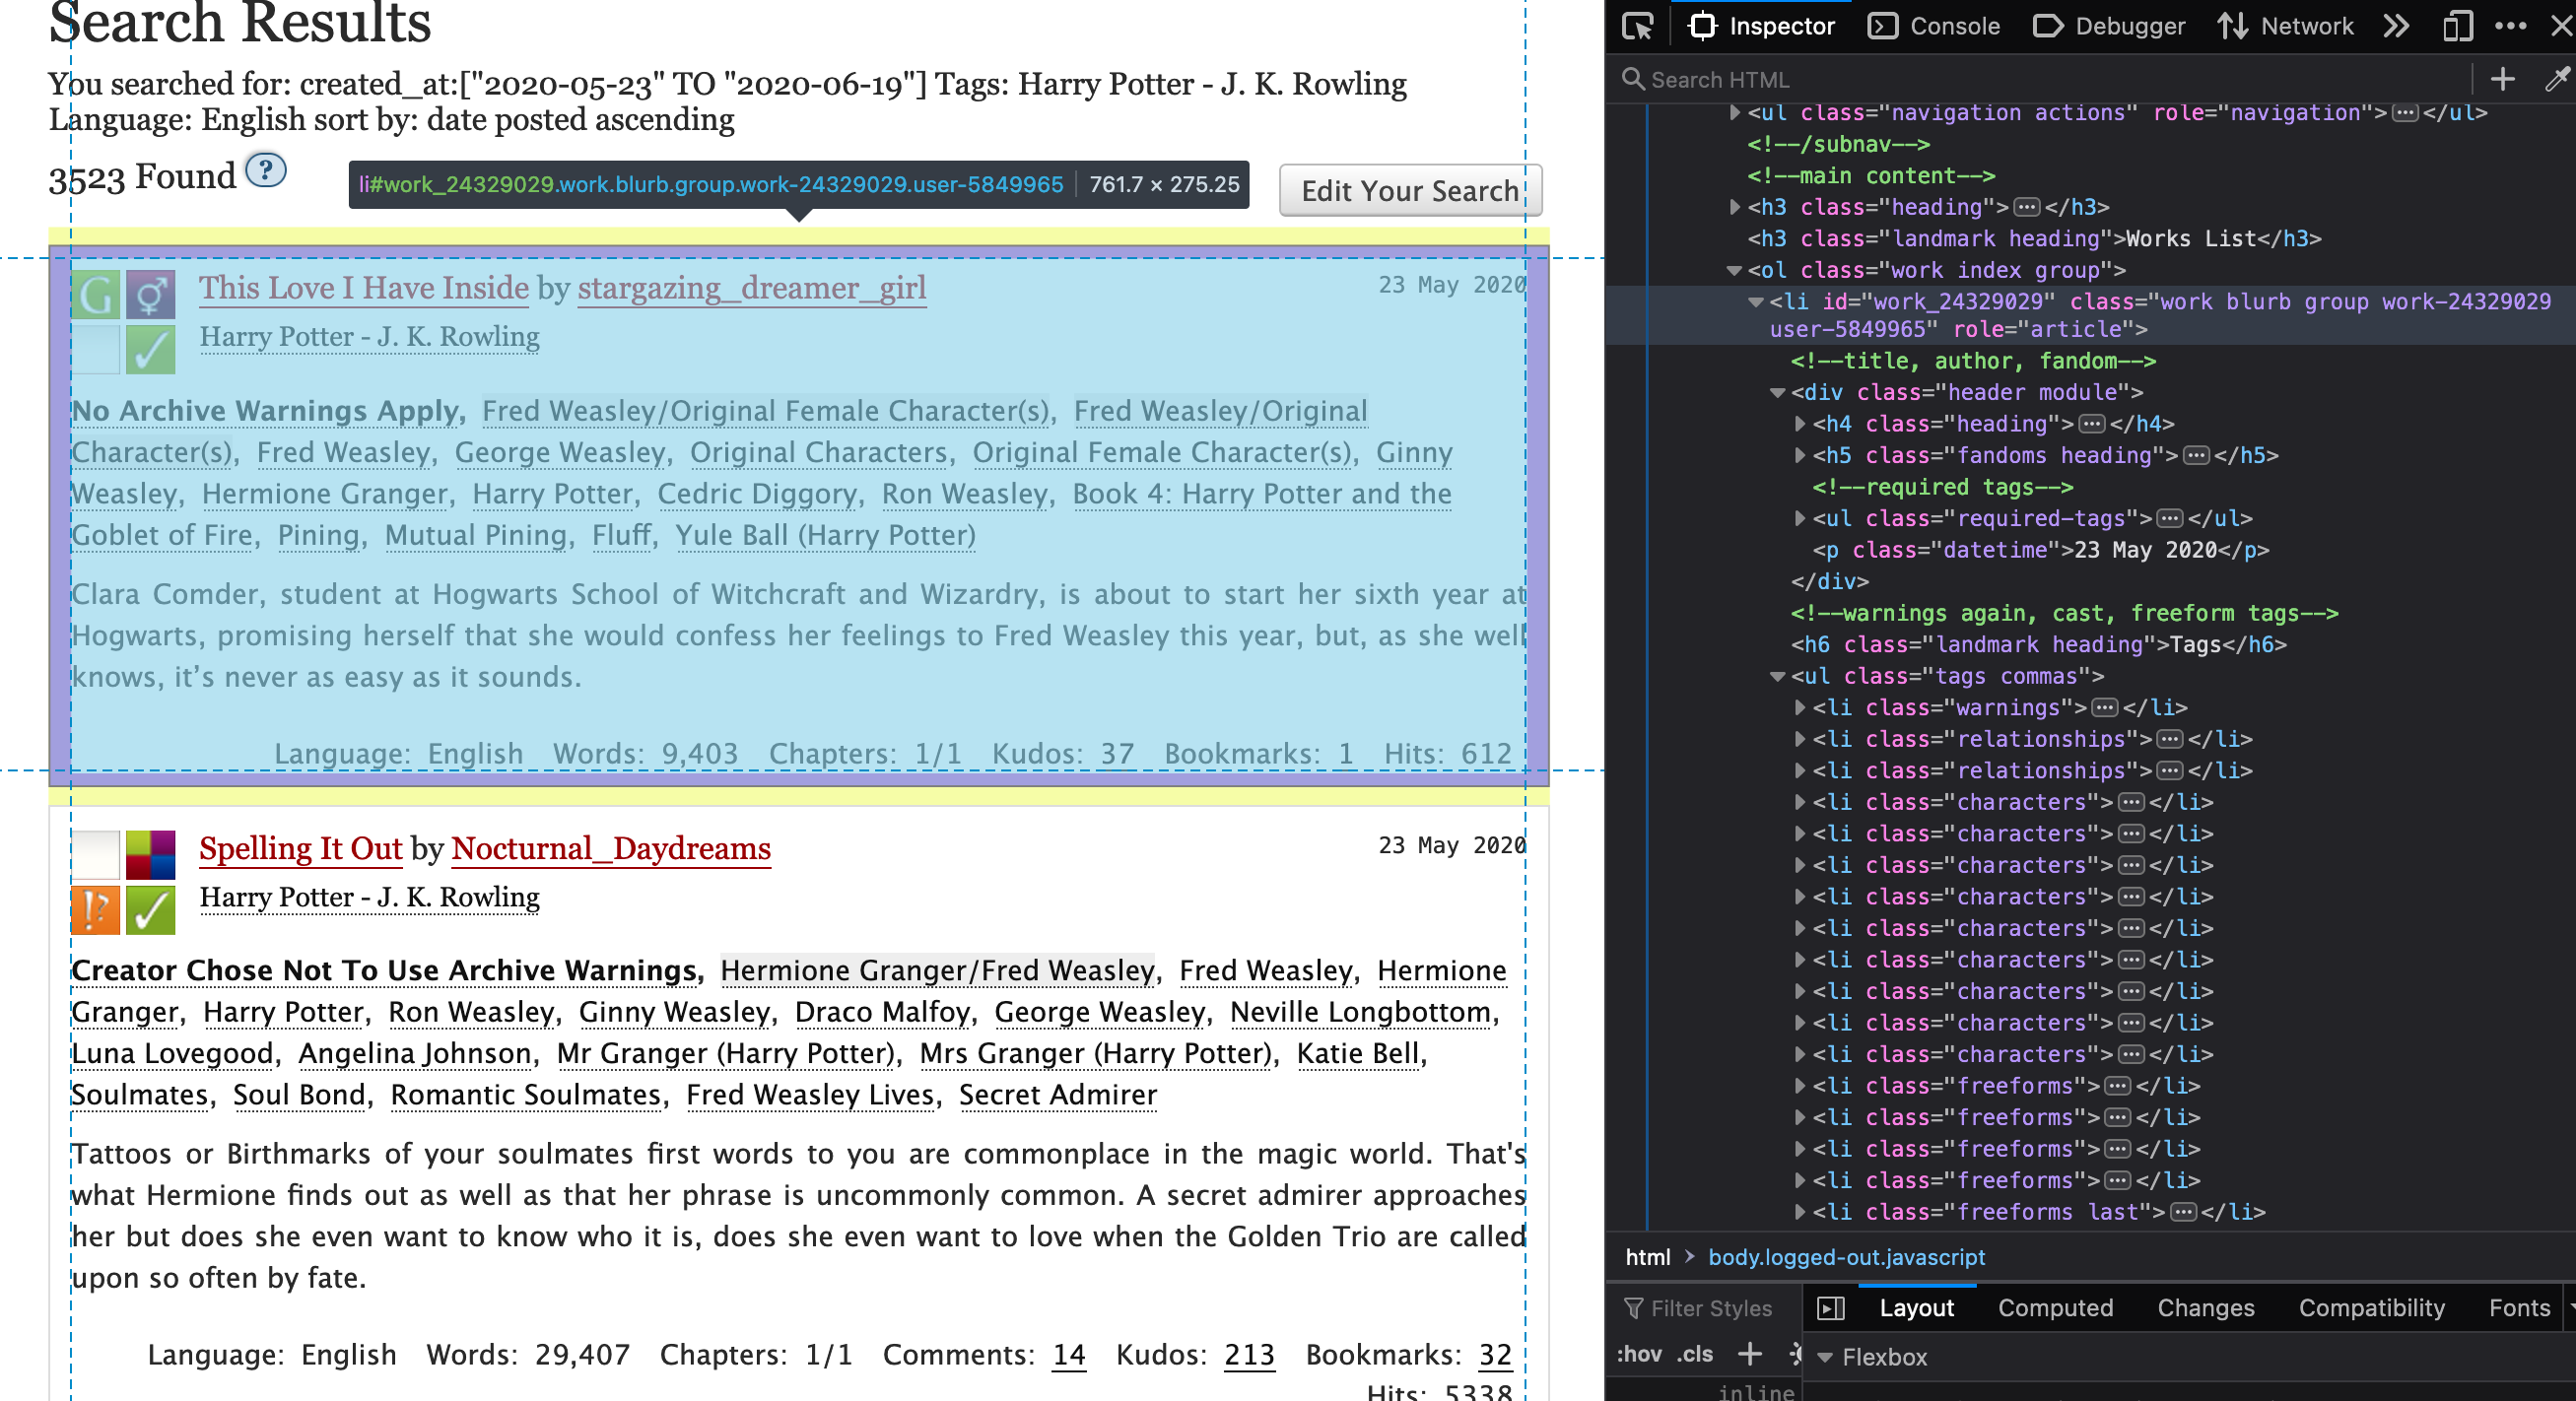 Search Results
You searched for: created_at:["2020-05-23" TO "2020-06-19"] Tags: Harry Potter - J. K. Rowling
Language: English sort by: date posted ascending
3523 Found ?
li#work_24329029.work.blurb.group.work-24329029.user-5849965 761.7 × 275.25
Edit Your Search
This Love I Have Inside by stargazing_dreamer_girl
23 May 2020
Harry Potter - J. K. Rowling
No Archive Warnings Apply, Fred Weasley/Original Female Character(s), Fred Weasley/Original
Character(s), Fred Weasley, George Weasley, Original Characters, Original Female Character(s), Ginny
Weasley, Hermione Granger, Harry Potter, Cedric Diggory, Ron Weasley, Book 4: Harry Potter and the
Goblet of Fire, Pining, Mutual Pining, Fluff, Yule Ball (Harry Potter)
Clara Comder, student at Hogwarts School of Witchcraft and Wizardry, is about to start her sixth year at
Hogwarts, promising herself that she would confess her feelings to Fred Weasley this year, but, as she well
knows, it’s never as easy as it sounds.
Language: English Words: 9,403 Chapters: 1/1 Kudos: 37 Bookmarks: 1 Hits: 612
Spelling It Out by Nocturnal_Daydreams
23 May 2020
Harry Potter - J. K. Rowling
Creator Chose Not To Use Archive Warnings, Hermione Granger/Fred Weasley, Fred Weasley, Hermione
Granger, Harry Potter, Ron Weasley, Ginny Weasley, Draco Malfoy, George Weasley, Neville Longbottom,
Luna Lovegood, Angelina Johnson, Mr Granger (Harry Potter), Mrs Granger (Harry Potter), Katie Bell,
Soulmates, Soul Bond, Romantic Soulmates, Fred Weasley Lives, Secret Admirer
Tattoos or Birthmarks of your soulmates first words to you are commonplace in the magic world. That's
what Hermione finds out as well as that her phrase is uncommonly common. A secret admirer approaches
her but does she even want to know who it is, does she even want to love when the Golden Trio are called
upon so often by fate.
Language: English Words: 29,407 Chapters: 1/1 Comments: 14 Kudos: 213 Bookmarks: 32
Hits: 5338
Inspector Console Debugger Network
Search HTML
<ul class="navigation actions" role="navigation">…</ul>
<!--/subnav-->
<!--main content-->
<h3 class="heading">…</h3>
<h3 class="landmark heading">Works List</h3>
<ol class="work index group">
<li id="work_24329029" class="work blurb group work-24329029
user-5849965" role="article">
<!--title, author, fandom-->
<div class="header module">
<h4 class="heading">…</h4>
<h5 class="fandoms heading">…</h5>
<!--required tags-->
<ul class="required-tags">…</ul>
<p class="datetime">23 May 2020</p>
</div>
<!--warnings again, cast, freeform tags-->
<h6 class="landmark heading">Tags</h6>
<ul class="tags commas">
<li class="warnings">…</li>
<li class="relationships">…</li>
<li class="relationships">…</li>
<li class="characters">…</li>
<li class="characters">…</li>
<li class="characters">…</li>
<li class="characters">…</li>
<li class="characters">…</li>
<li class="characters">…</li>
<li class="characters">…</li>
<li class="characters">…</li>
<li class="characters">…</li>
<li class="freeforms">…</li>
<li class="freeforms">…</li>
<li class="freeforms">…</li>
<li class="freeforms">…</li>
<li class="freeforms last">…</li>
html > body.logged-out.javascript
Filter Styles
Layout Computed Changes Compatibility Fonts
:hov .cls +
Flexbox
inline